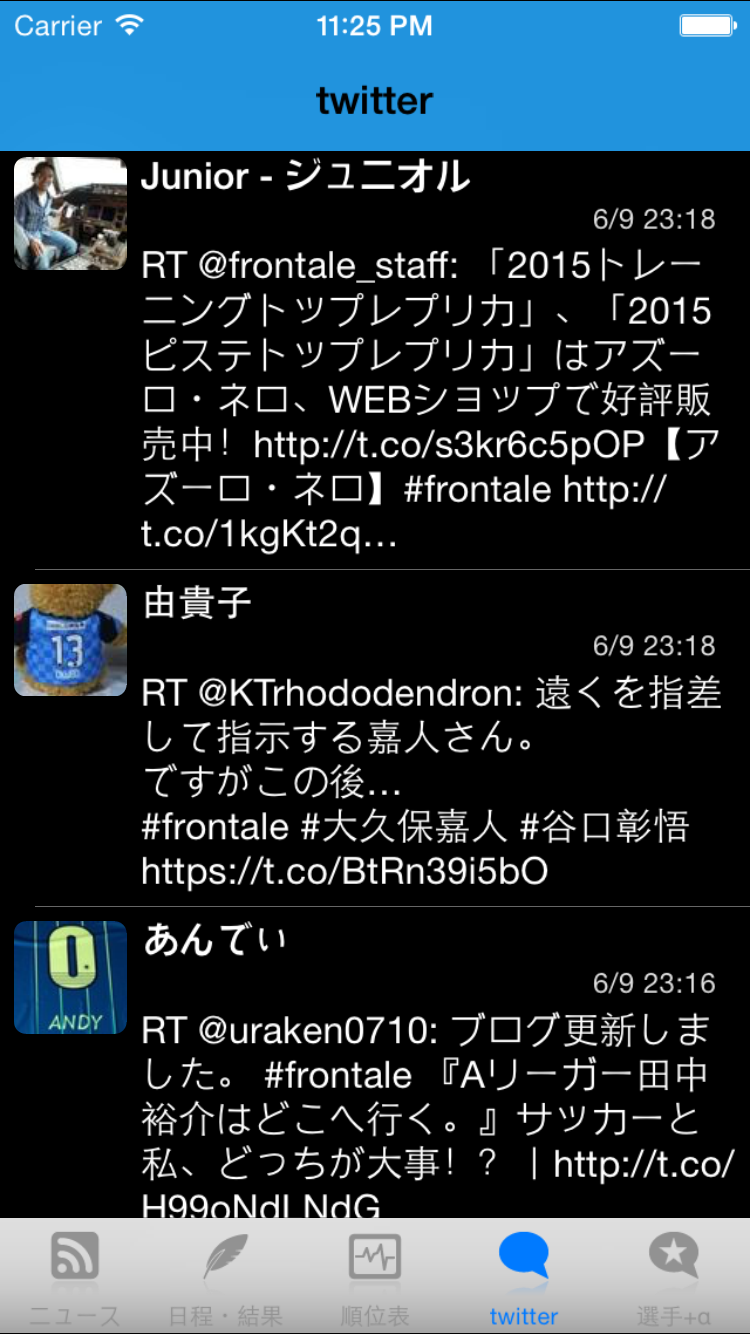 Carrier 11:25 PM
twitter
Junior - ジュニオル
6/9 23:18
RT @frontale_staff: 「2015トレー
ニングトップレプリカ」、「2015
ピステトップレプリカ」はアズー
ロ・ネロ、WEBショップで好評販
売中！ http://t.co/s3kr6c5pOP【ア
ズーロ・ネロ】#frontale http://
t.co/1kgKt2q…
13
由貴子
6/9 23:18
RT @KTrhododendron: 遠くを指差
して指示する嘉人さん。
ですがこの後…
#frontale #大久保嘉人 #谷口彰悟
https://t.co/BtRn39i5bO
0
ANDY
あんでぃ
6/9 23:16
RT @uraken0710: ブログ更新しま
した。 #frontale 『Aリーガー田中
裕介はどこへ行く。』サッカーと
私、どっちが大事！？ ｜http://t.co/
H99oNdLNdG
ニュース 日程・結果 順位表 twitter 選手+α